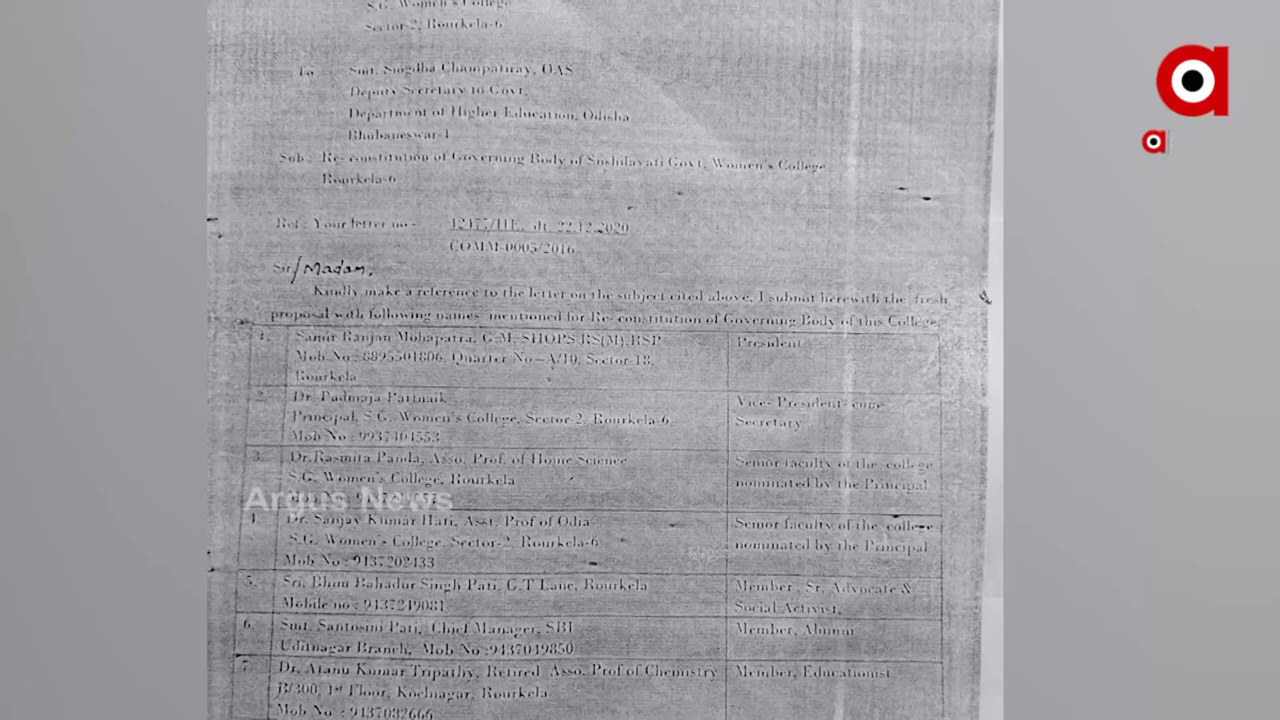 S.G. Women's College
Sector-2, Rourkela-6
To
Smt. Snigdha Champatiray, OAS
Deputy Secretary to Govt.
Department of Higher Education, Odisha
Bhubaneswar-1
Sub: Re-constitution of Governing Body of Sushilavati Govt. Women's College
Rourkela-6
Ref: Your letter no- 12477/HE, dt. 22.12.2020
COMM-0005/2016
Sir/Madam,
Kindly make a reference to the letter on the subject cited above. I submit herewith the fresh
proposal with following names mentioned for Re-constitution of Governing Body of this College.
1. Samir Ranjan Mohapatra, G.M. SHOPS RS(M),RSP President
Mob No:8895501806, Quarter No-A/10, Sector-18,
Rourkela
2. Dr. Padmaja Pattnaik Vice- President- cum-
Principal, S.G. Women's College, Sector-2, Rourkela-6, Secretary
Mob No: 9937404553
3. Dr.Rasmita Panda, Asso. Prof. of Home Science Senior faculty of the college
S.G. Women's College, Rourkela nominated by the Principal
Argus News
4. Dr. Sanjay Kumar Hati, Asst. Prof of Odia Senior faculty of the college
S.G. Women's College, Sector-2, Rourkela-6 nominated by the Principal
Mob No: 9437202433
5. Sri. Bhim Bahadur Singh Pati, G.T Lane, Rourkela Member , Sr. Advocate &
Mobile no: 9437249081 Social Activist,
6. Smt. Santosini Pati, Chief Manager, SBI Member, Alumni
Uditnagar Branch, Mob No:9437049850
7. Dr. Atanu Kumar Tripathy, Retired Asso. Prof of Chemistry Member, Educationist
B/300, 1st Floor, Koelnagar, Rourkela
Mob No : 9437082666